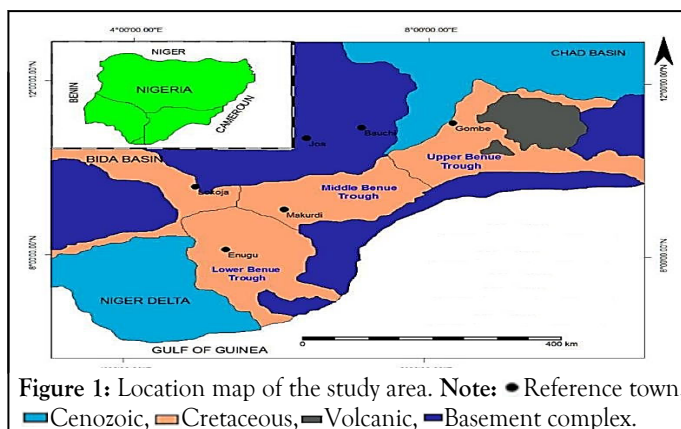 4°00'00.00"E
8°00'00.00"E
NIGER
NIGERIA
BENIN
CAMEROUN
CHAD BASIN
12°00'00.00"N
12°00'00.00"N
Jos
Bauchi
Gombe
BIDA BASIN
Upper Benue
Trough
Lokoja
Middle Benue
Trough
Makurdi
8°00'00.00"N
8°00'00.00"N
Enugu
Lower Benue
Trough
NIGER DELTA
GULF OF GUINEA
0
400 km
Figure 1: Location map of the study area. Note: ● Reference town,
Cenozoic, Cretaceous, Volcanic, Basement complex.